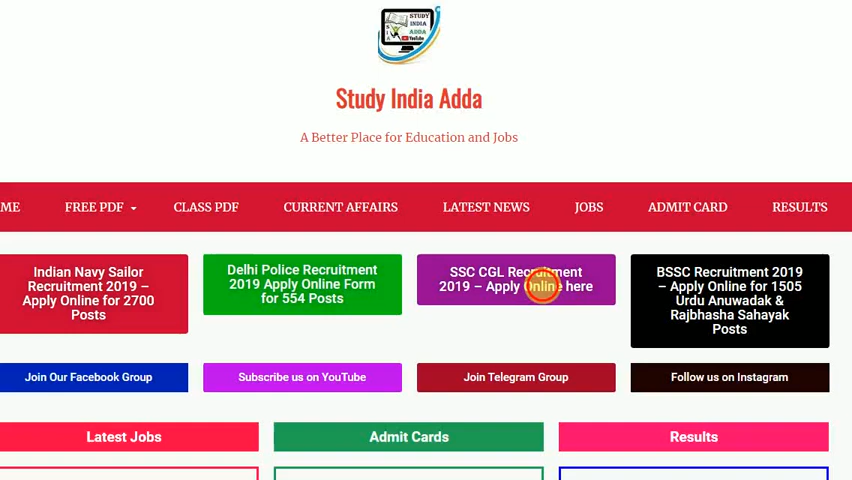 STUDY
INDIA
ADDA
YouTube
Study India Adda
A Better Place for Education and Jobs
ME FREE PDF CLASS PDF CURRENT AFFAIRS LATEST NEWS JOBS ADMIT CARD RESULTS
Indian Navy Sailor
Recruitment 2019 –
Apply Online for 2700
Posts
Delhi Police Recruitment
2019 Apply Online Form
for 554 Posts
SSC CGL Recruitment
2019 – Apply Online here
BSSC Recruitment 2019
– Apply Online for 1505
Urdu Anuwadak &
Rajbhasha Sahayak
Posts
Join Our Facebook Group
Subscribe us on YouTube
Join Telegram Group
Follow us on Instagram
Latest Jobs
Admit Cards
Results